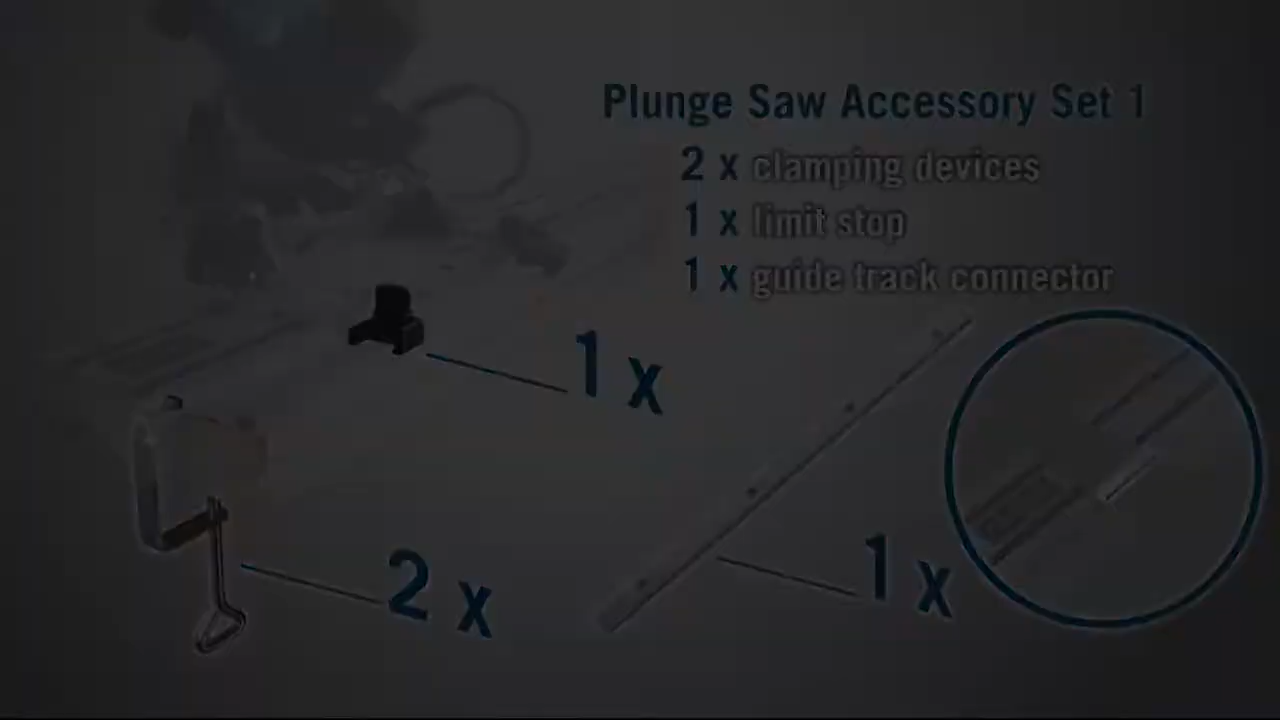 Plunge Saw Accessory Set 1
2 x clamping devices
1 x limit stop
1 x guide track connector
1 x
2 x
1 x